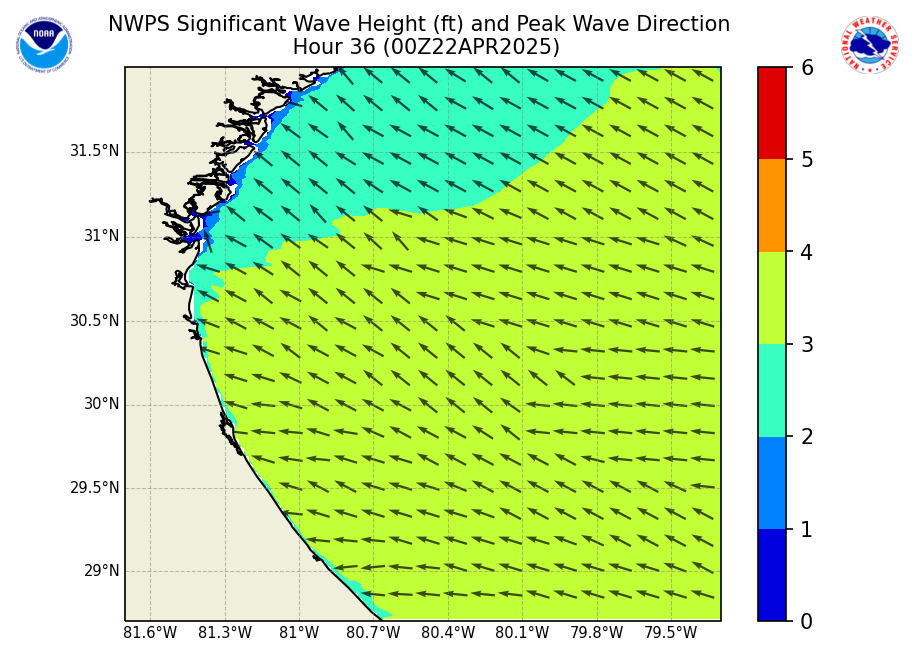 NWPS Significant Wave Height (ft) and Peak Wave Direction
Hour 36 (00Z22APR2025)
NOAA
NATIONAL WEATHER SERVICE
6
5
4
3
2
1
0
31.5°N
31°N
30.5°N
30°N
29.5°N
29°N
81.6°W 81.3°W 81°W 80.7°W 80.4°W 80.1°W 79.8°W 79.5°W